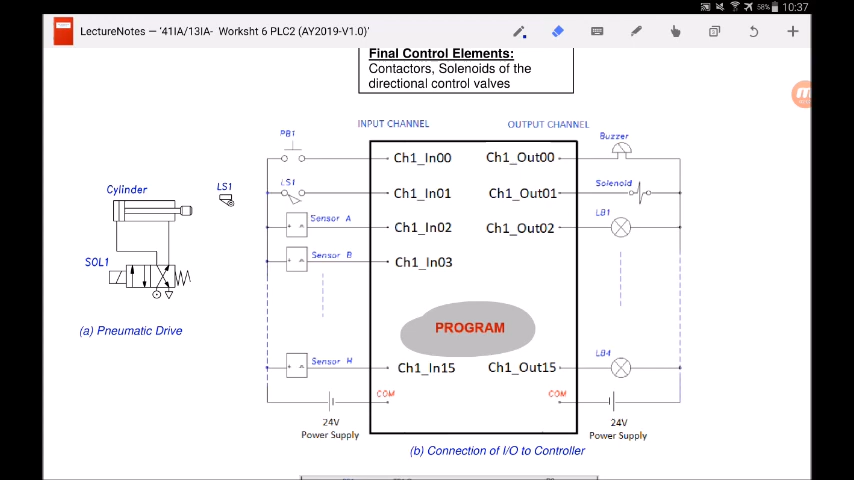 58% 10:37
LectureNotes — '41IA/13IA- Worksht 6 PLC2 (AY2019-V1.0)'
Final Control Elements:
Contactors, Solenoids of the
directional control valves
INPUT CHANNEL OUTPUT CHANNEL
PB1 Buzzer
Ch1_In00 Ch1_Out00
Cylinder LS1 LS1 Ch1_In01 Ch1_Out01 Solenoid
Sensor A Ch1_In02 Ch1_Out02 LB1
SOL1 Sensor B Ch1_In03
PROGRAM
(a) Pneumatic Drive
Sensor H Ch1_In15 Ch1_Out15 LB4
COM COM
24V 24V
Power Supply Power Supply
(b) Connection of I/O to Controller